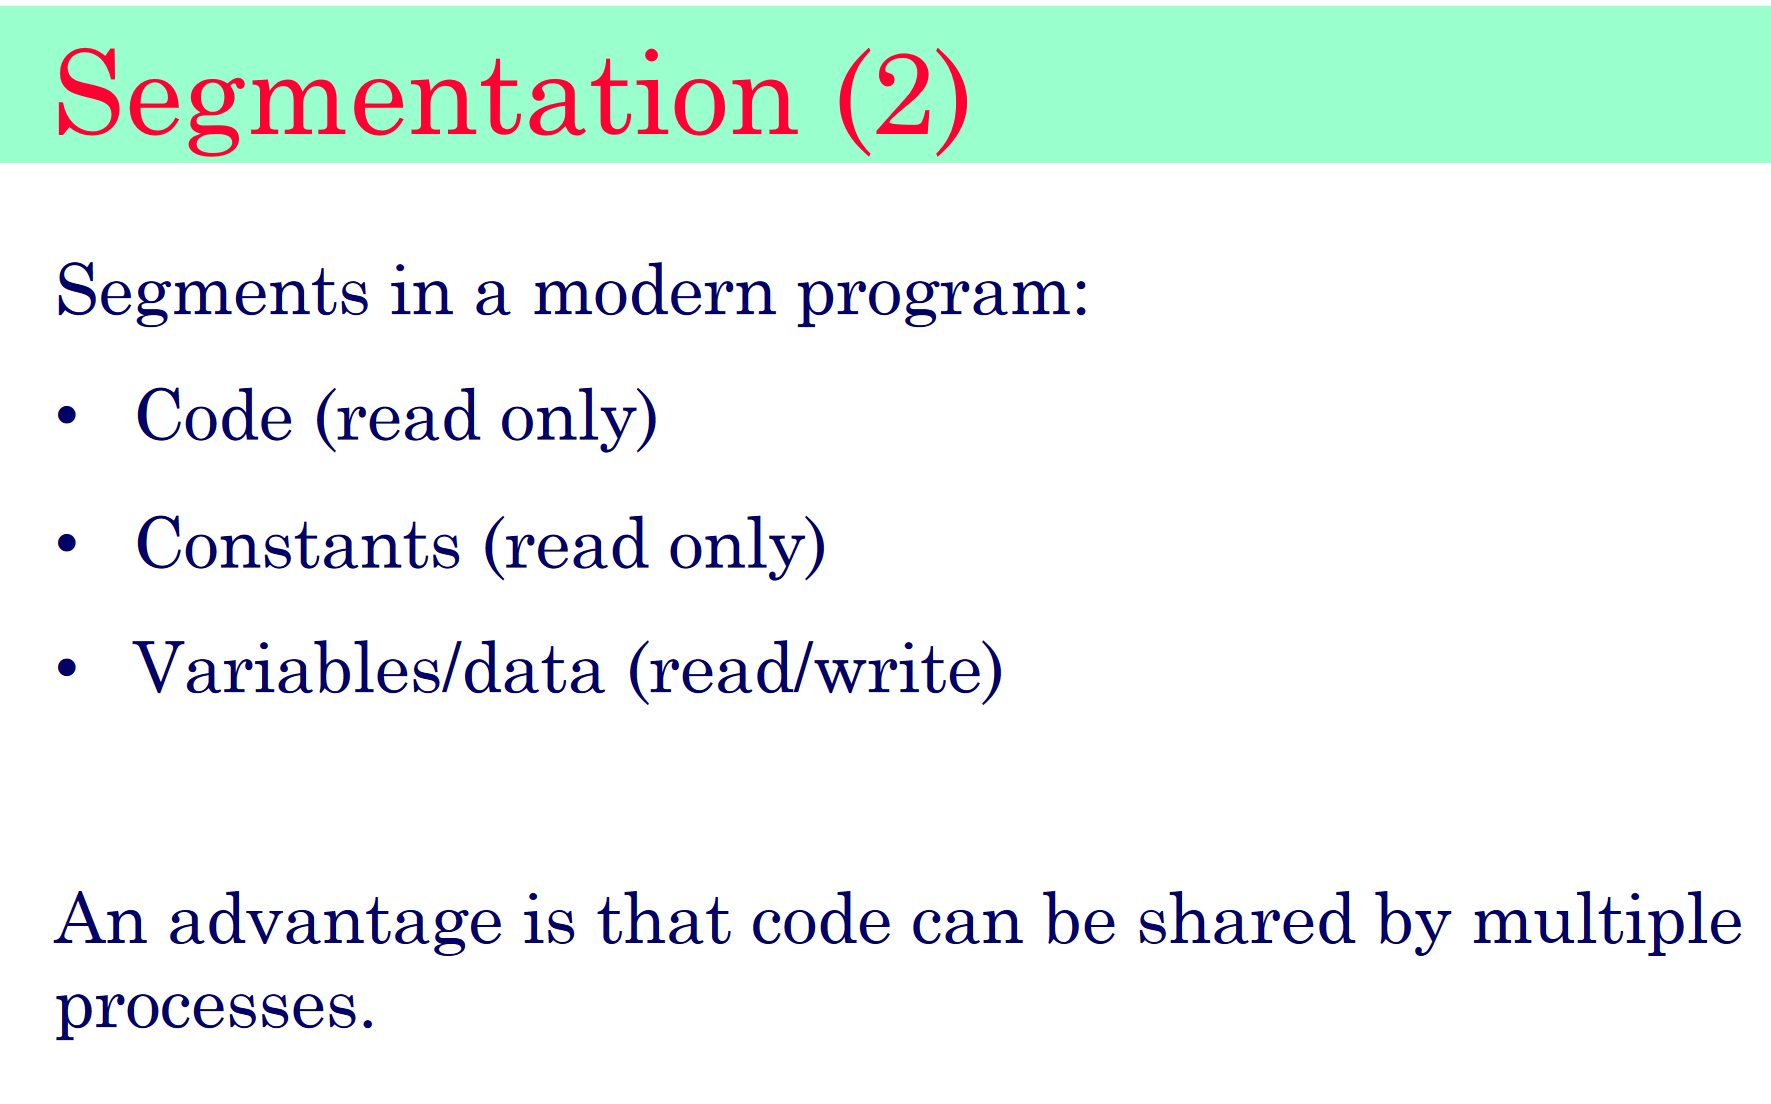 Segmentation (2)
Segments in a modern program:
• Code (read only)
• Constants (read only)
• Variables/data (read/write)
An advantage is that code can be shared by multiple
processes.